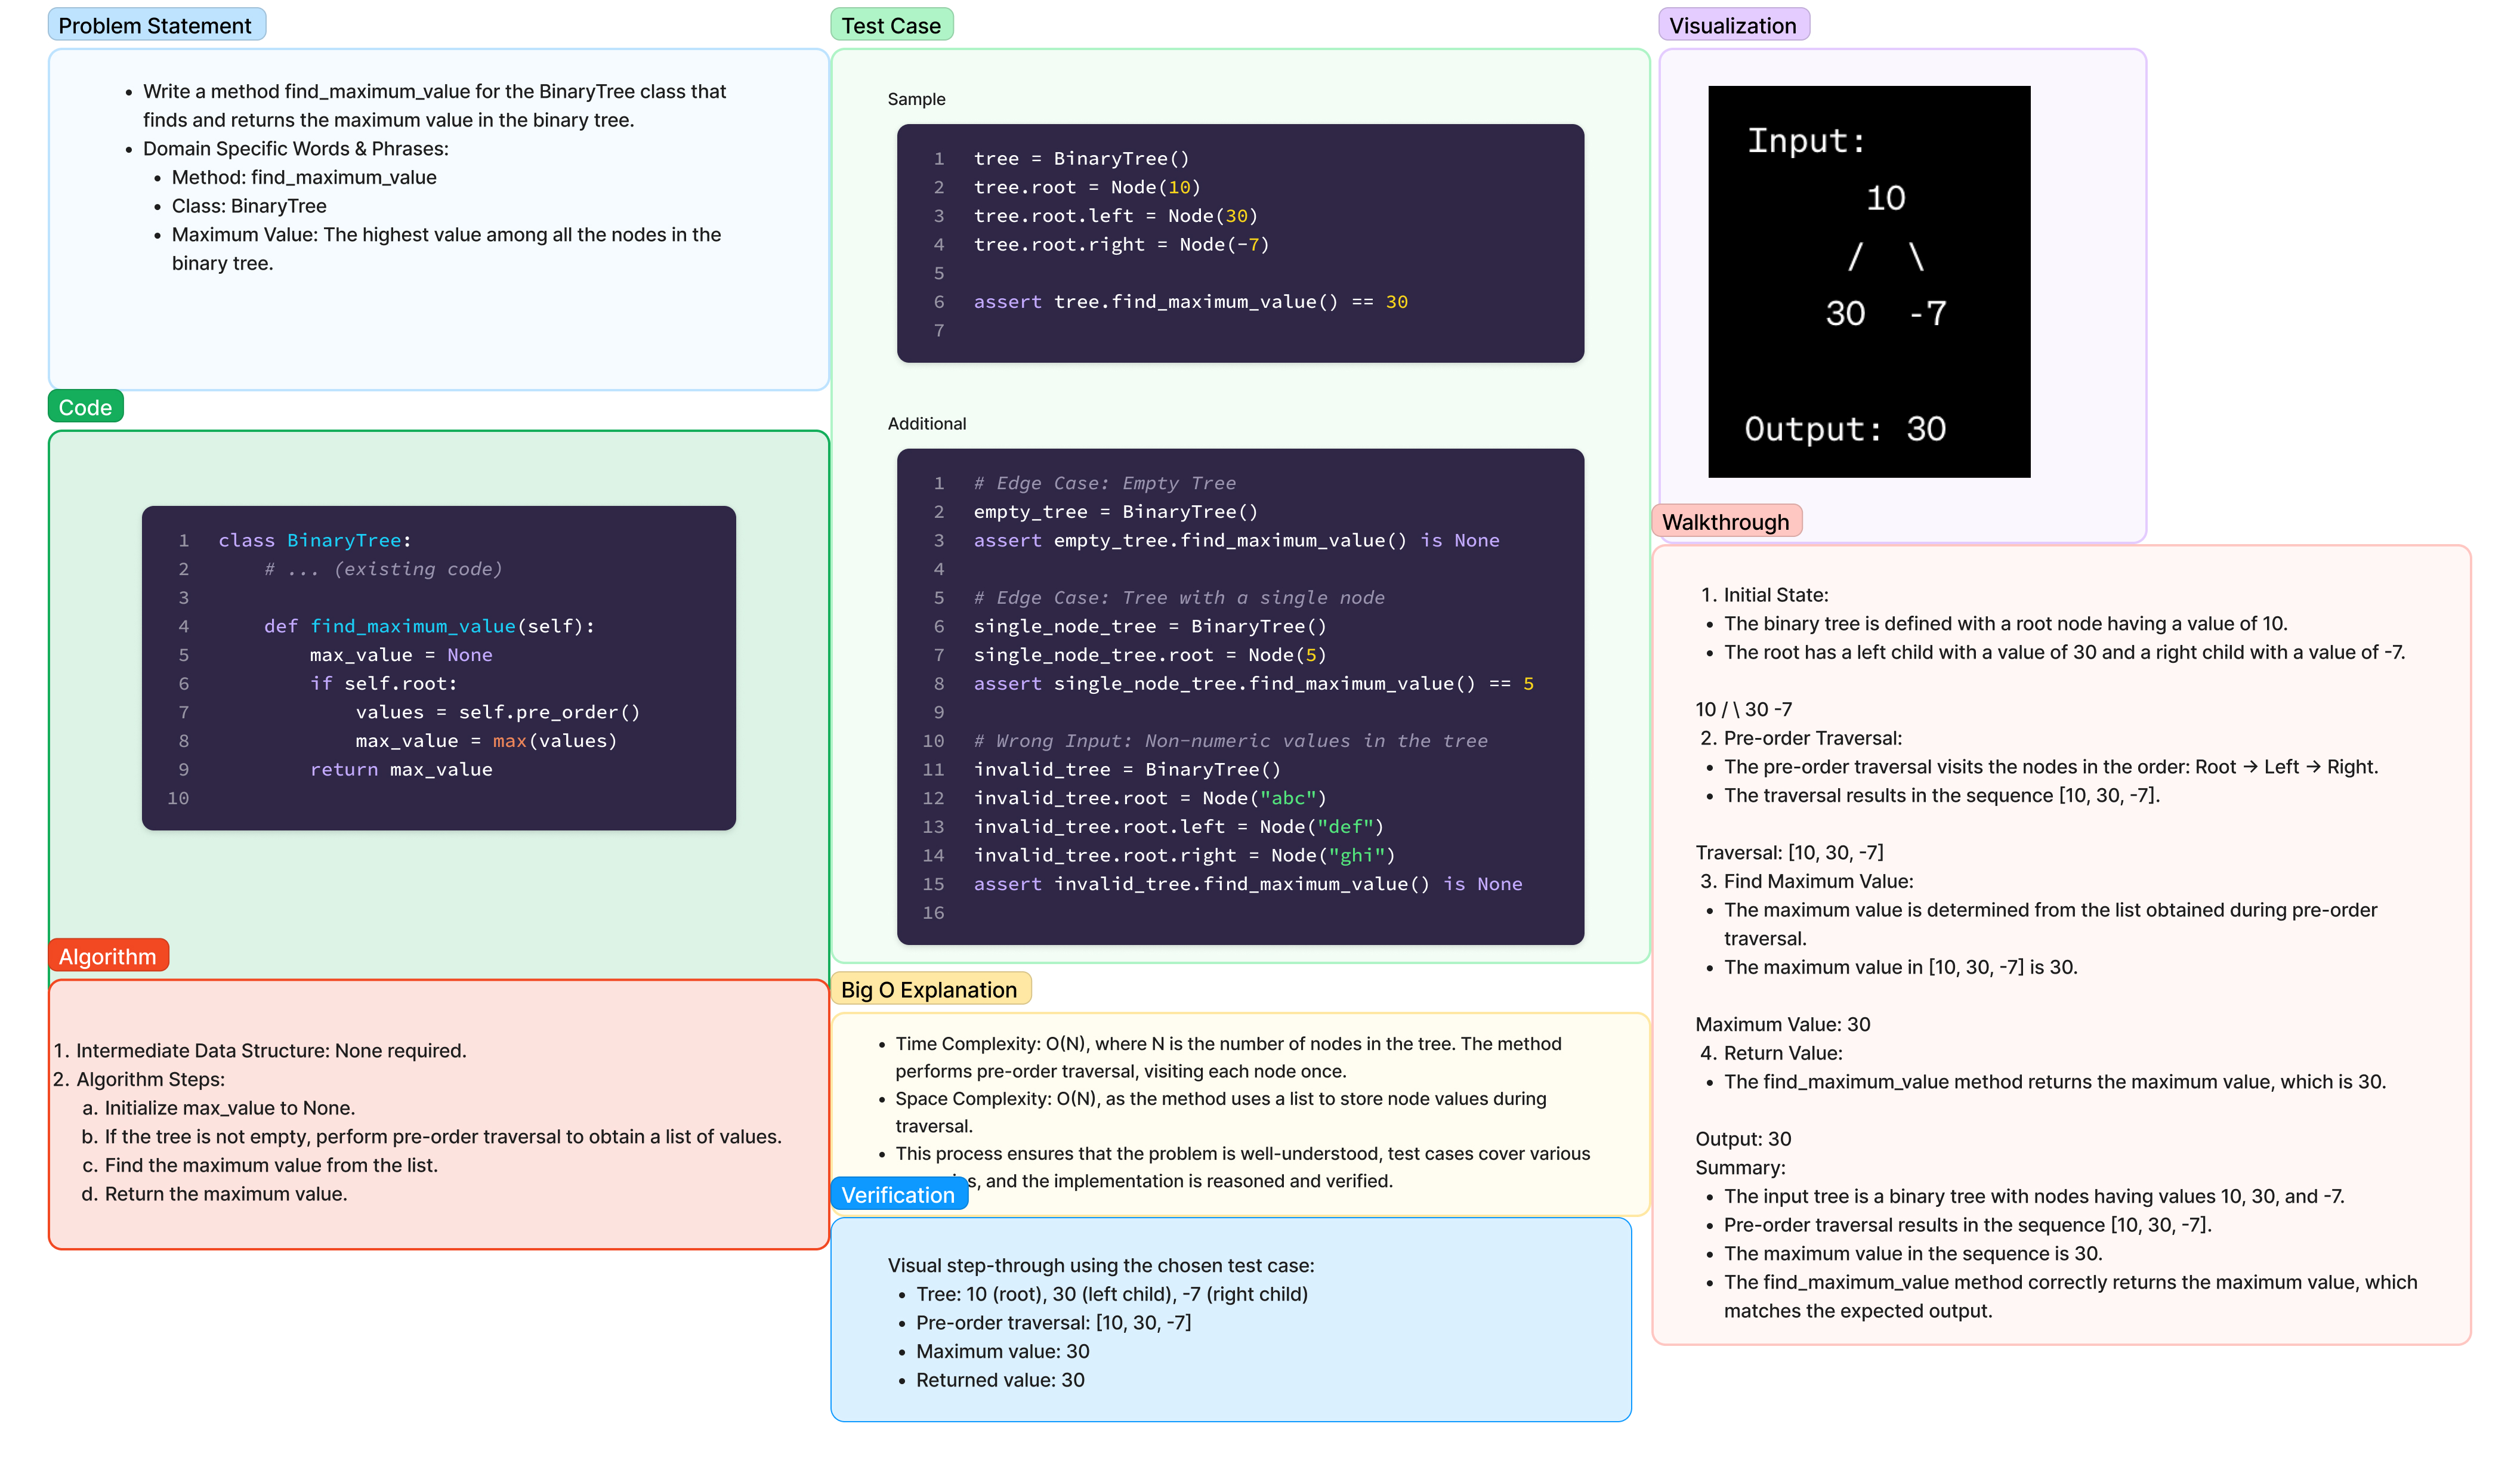 Problem Statement
• Write a method find_maximum_value for the BinaryTree class that
finds and returns the maximum value in the binary tree.
• Domain Specific Words & Phrases:
• Method: find_maximum_value
• Class: BinaryTree
• Maximum Value: The highest value among all the nodes in the
binary tree.
Code
1 class BinaryTree:
2     # ... (existing code)
3
4     def find_maximum_value(self):
5         max_value = None
6         if self.root:
7             values = self.pre_order()
8             max_value = max(values)
9         return max_value
10
Algorithm
1. Intermediate Data Structure: None required.
2. Algorithm Steps:
a. Initialize max_value to None.
b. If the tree is not empty, perform pre-order traversal to obtain a list of values.
c. Find the maximum value from the list.
d. Return the maximum value.
Test Case
Sample
1 tree = BinaryTree()
2 tree.root = Node(10)
3 tree.root.left = Node(30)
4 tree.root.right = Node(-7)
5
6 assert tree.find_maximum_value() == 30
7
Additional
1 # Edge Case: Empty Tree
2 empty_tree = BinaryTree()
3 assert empty_tree.find_maximum_value() is None
4
5 # Edge Case: Tree with a single node
6 single_node_tree = BinaryTree()
7 single_node_tree.root = Node(5)
8 assert single_node_tree.find_maximum_value() == 5
9
10 # Wrong Input: Non-numeric values in the tree
11 invalid_tree = BinaryTree()
12 invalid_tree.root = Node("abc")
13 invalid_tree.root.left = Node("def")
14 invalid_tree.root.right = Node("ghi")
15 assert invalid_tree.find_maximum_value() is None
16
Big O Explanation
• Time Complexity: O(N), where N is the number of nodes in the tree. The method
performs pre-order traversal, visiting each node once.
• Space Complexity: O(N), as the method uses a list to store node values during
traversal.
• This process ensures that the problem is well-understood, test cases cover various
and the implementation is reasoned and verified.
Verification
Visual step-through using the chosen test case:
• Tree: 10 (root), 30 (left child), -7 (right child)
• Pre-order traversal: [10, 30, -7]
• Maximum value: 30
• Returned value: 30
Visualization
Input:
10
/ \
30 -7
Output: 30
Walkthrough
1. Initial State:
• The binary tree is defined with a root node having a value of 10.
• The root has a left child with a value of 30 and a right child with a value of -7.
10 / \ 30 -7
2. Pre-order Traversal:
• The pre-order traversal visits the nodes in the order: Root → Left → Right.
• The traversal results in the sequence [10, 30, -7].
Traversal: [10, 30, -7]
3. Find Maximum Value:
• The maximum value is determined from the list obtained during pre-order
traversal.
• The maximum value in [10, 30, -7] is 30.
Maximum Value: 30
4. Return Value:
• The find_maximum_value method returns the maximum value, which is 30.
Output: 30
Summary:
• The input tree is a binary tree with nodes having values 10, 30, and -7.
• Pre-order traversal results in the sequence [10, 30, -7].
• The maximum value in the sequence is 30.
• The find_maximum_value method correctly returns the maximum value, which
matches the expected output.